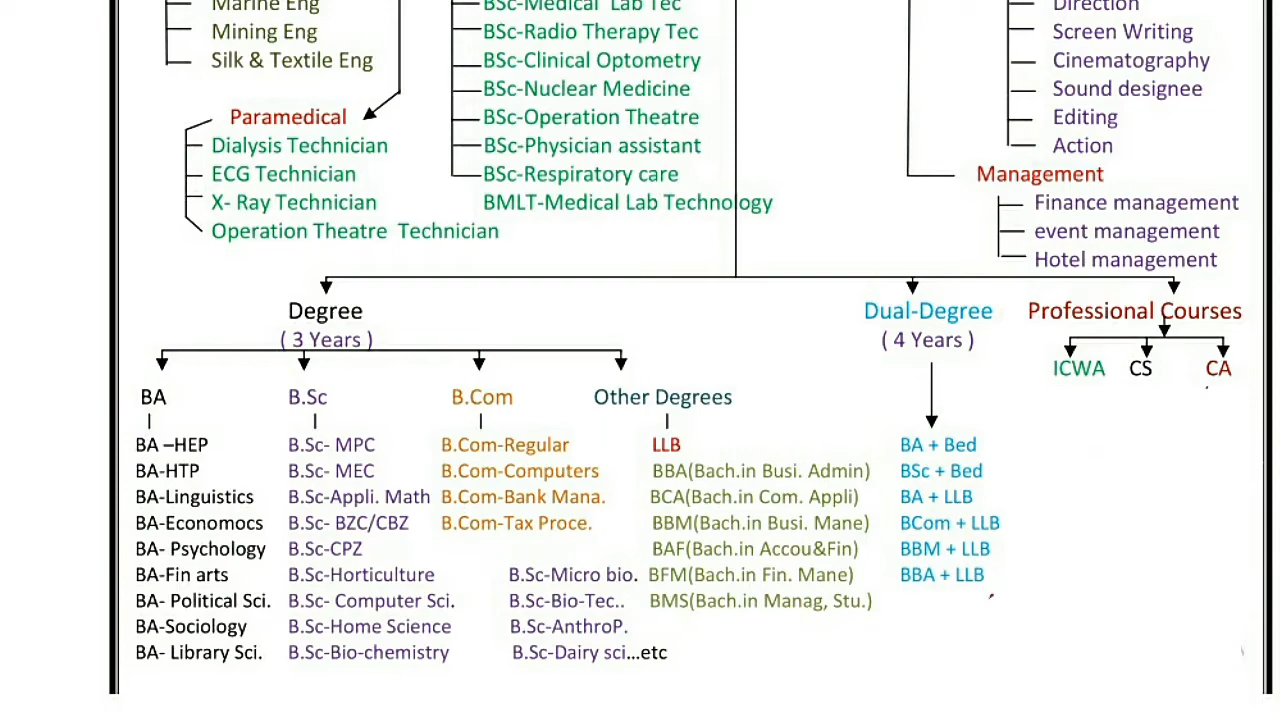 Marine Eng
Mining Eng
Silk & Textile Eng
Paramedical
Dialysis Technician
ECG Technician
X- Ray Technician
Operation Theatre Technician
BSc-Medical Lab Tec
BSc-Radio Therapy Tec
BSc-Clinical Optometry
BSc-Nuclear Medicine
BSc-Operation Theatre
BSc-Physician assistant
BSc-Respiratory care
BMLT-Medical Lab Technology
Direction
Screen Writing
Cinematography
Sound designee
Editing
Action
Management
Finance management
event management
Hotel management
Degree
( 3 Years )
BA
BA –HEP
BA-HTP
BA-Linguistics
BA-Economocs
BA- Psychology
BA-Fin arts
BA- Political Sci.
BA-Sociology
BA- Library Sci.
B.Sc
B.Sc- MPC
B.Sc- MEC
B.Sc-Appli. Math
B.Sc- BZC/CBZ
B.Sc-CPZ
B.Sc-Horticulture
B.Sc- Computer Sci.
B.Sc-Home Science
B.Sc-Bio-chemistry
B.Sc-Micro bio.
B.Sc-Bio-Tec..
B.Sc-AnthroP.
B.Sc-Dairy sci...etc
B.Com
B.Com-Regular
B.Com-Computers
B.Com-Bank Mana.
B.Com-Tax Proce.
Other Degrees
LLB
BBA(Bach.in Busi. Admin)
BCA(Bach.in Com. Appli)
BBM(Bach.in Busi. Mane)
BAF(Bach.in Accou&Fin)
BFM(Bach.in Fin. Mane)
BMS(Bach.in Manag, Stu.)
Dual-Degree
( 4 Years )
BA + Bed
BSc + Bed
BA + LLB
BCom + LLB
BBM + LLB
BBA + LLB
Professional Courses
ICWA CS CA